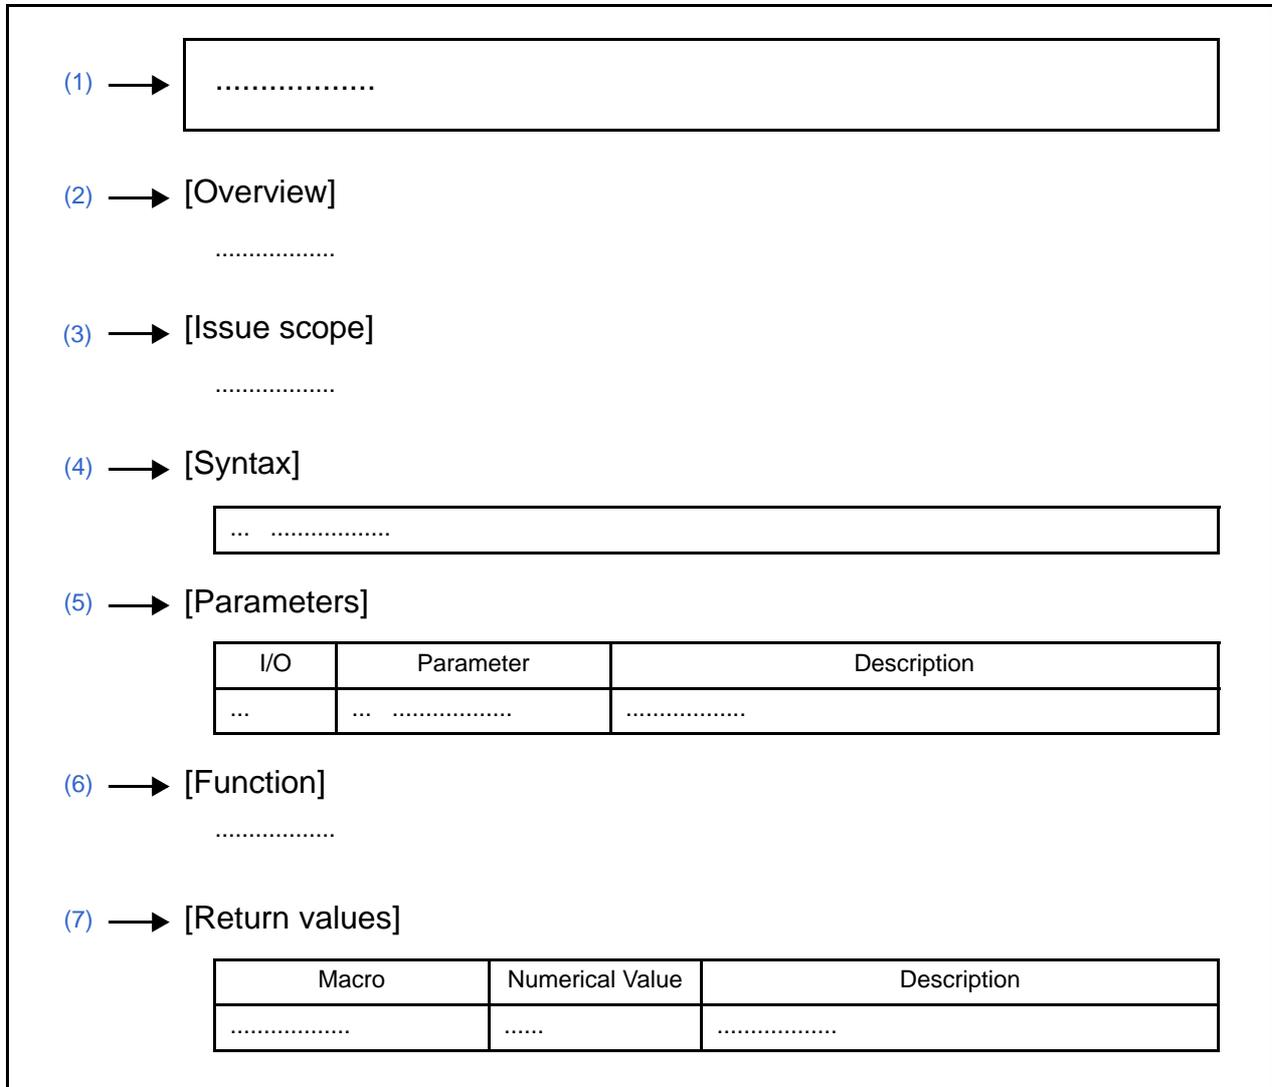 (1) ..................
(2) [Overview]
..................
(3) [Issue scope]
..................
(4) [Syntax]
... ..................
(5) [Parameters]
I/O Parameter Description
... ... .................. ..................
(6) [Function]
..................
(7) [Return values]
Macro Numerical Value Description
.................. ...... ..................